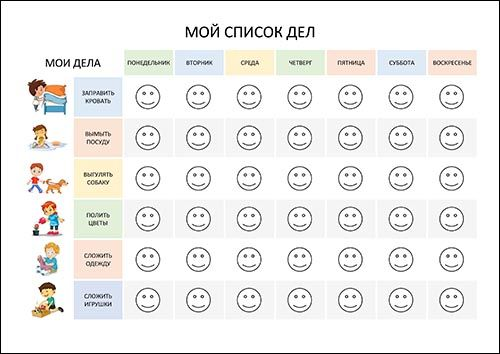 МОЙ СПИСОК ДЕЛ
МОИ ДЕЛА
ПОНЕДЕЛЬНИК ВТОРНИК СРЕДА ЧЕТВЕРГ ПЯТНИЦА СУББОТА ВОСКРЕСЕНЬЕ
ЗАПРАВИТЬ
КРОВАТЬ
ВЫМЫТЬ
ПОСУДУ
ВЫГУЛЯТЬ
СОБАКУ
ПОЛИТЬ
ЦВЕТЫ
СЛОЖИТЬ
ОДЕЖДУ
СЛОЖИТЬ
ИГРУШКИ